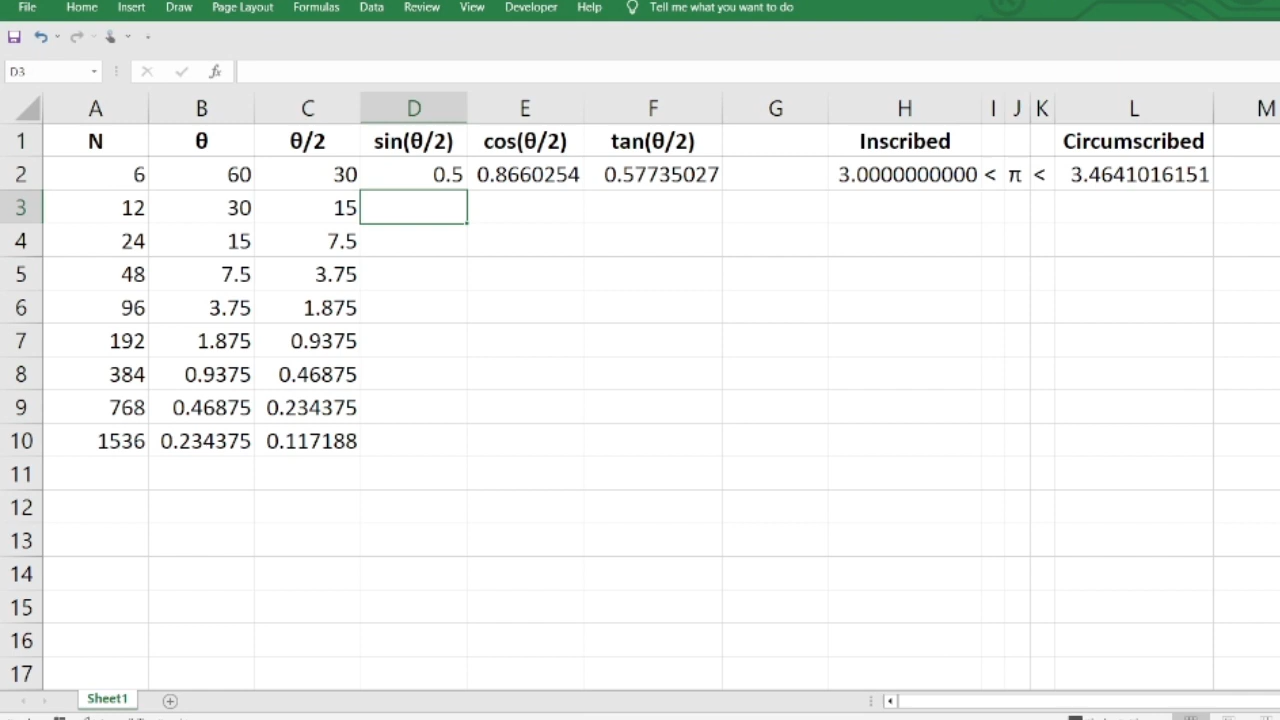 File Home Insert Draw Page Layout Formulas Data Review View Developer Help Tell me what you want to do
D3 fx
A B C D E F G H I J K L M
1 N θ θ/2 sin(θ/2) cos(θ/2) tan(θ/2) Inscribed Circumscribed
2 6 60 30 0.5 0.8660254 0.57735027 3.0000000000 < π < 3.4641016151
3 12 30 15
4 24 15 7.5
5 48 7.5 3.75
6 96 3.75 1.875
7 192 1.875 0.9375
8 384 0.9375 0.46875
9 768 0.46875 0.234375
10 1536 0.234375 0.117188
11
12
13
14
15
16
17
Sheet1